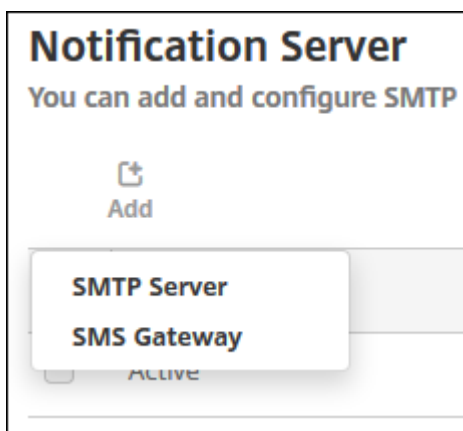 Notification Server
You can add and configure SMTP
Add
SMTP Server
SMS Gateway
Active